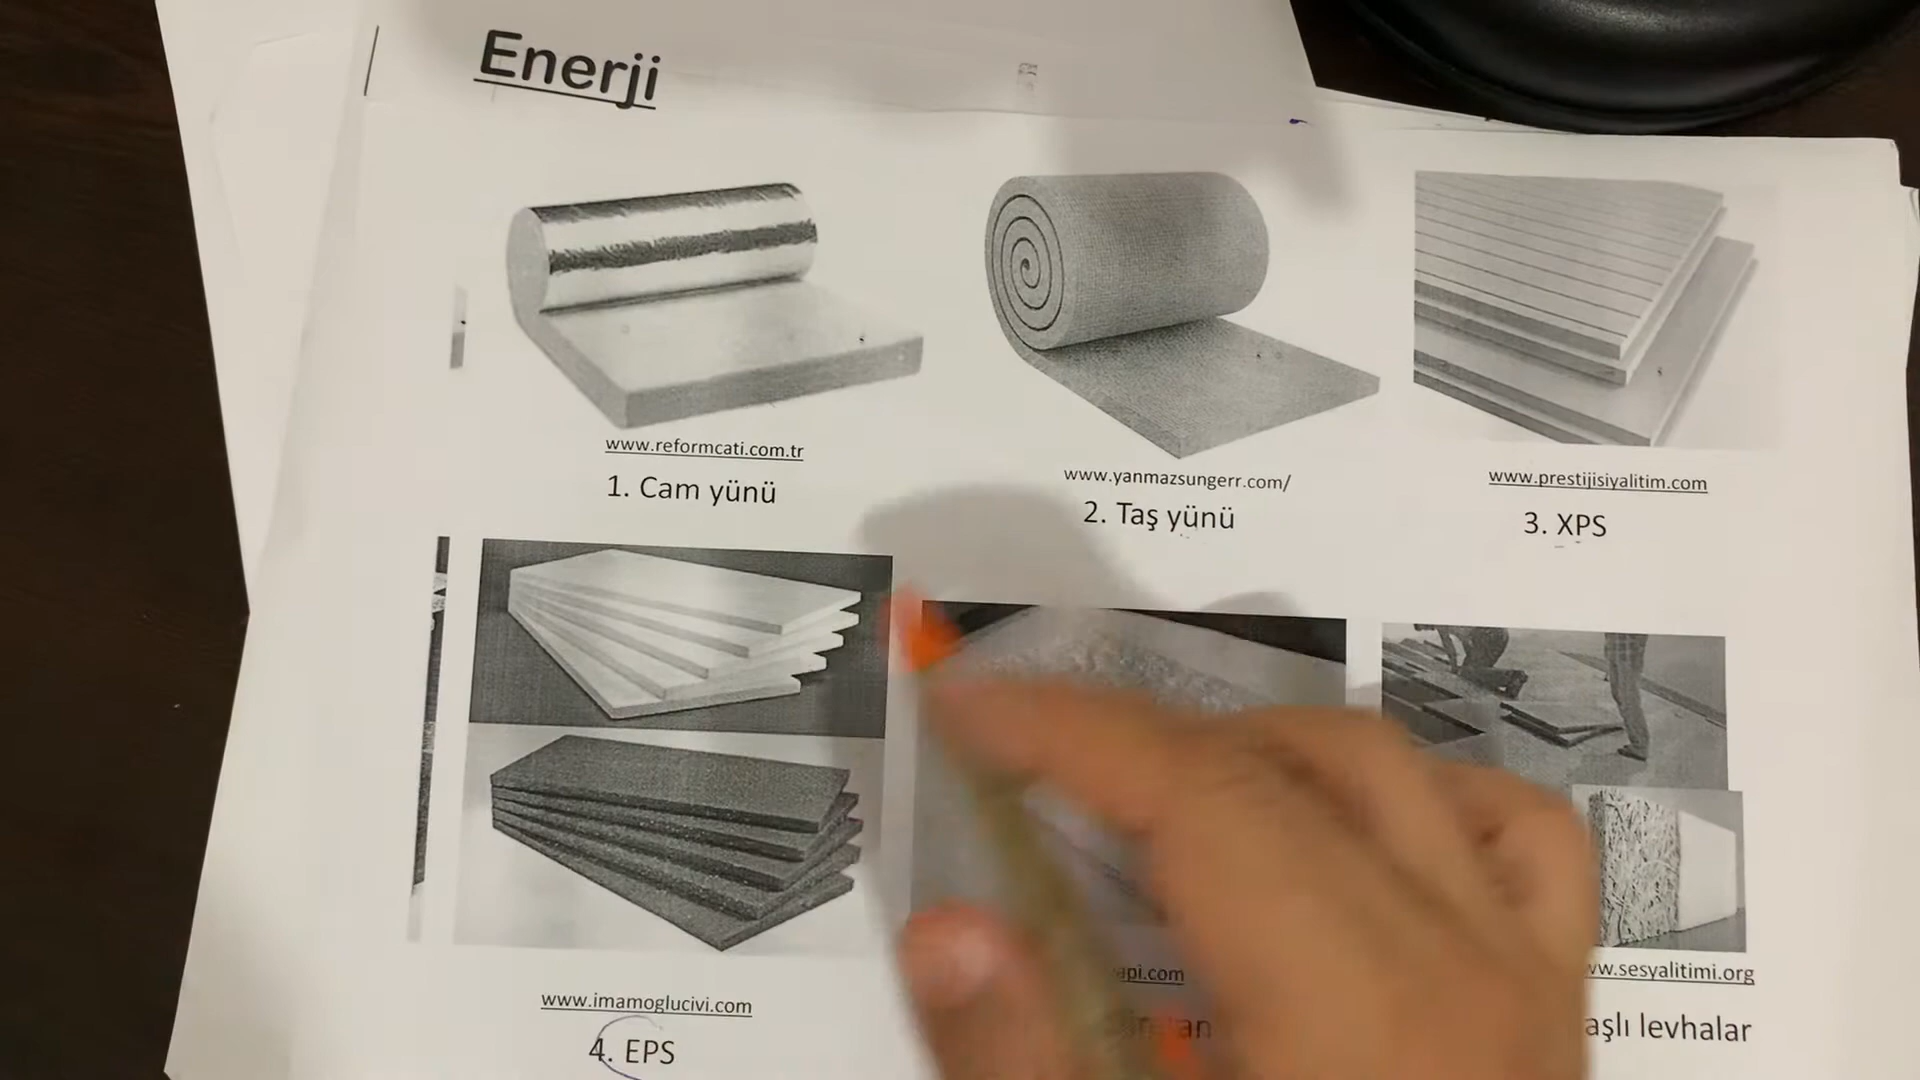 Enerji
www.reformcati.com.tr
1. Cam yünü
www.yanmazsungerr.com/
2. Taş yünü
www.prestijisiyalitim.com
3. XPS
www.imamoglucivi.com
4. EPS
api.com
w.sesyalitimi.org
aşlı levhalar